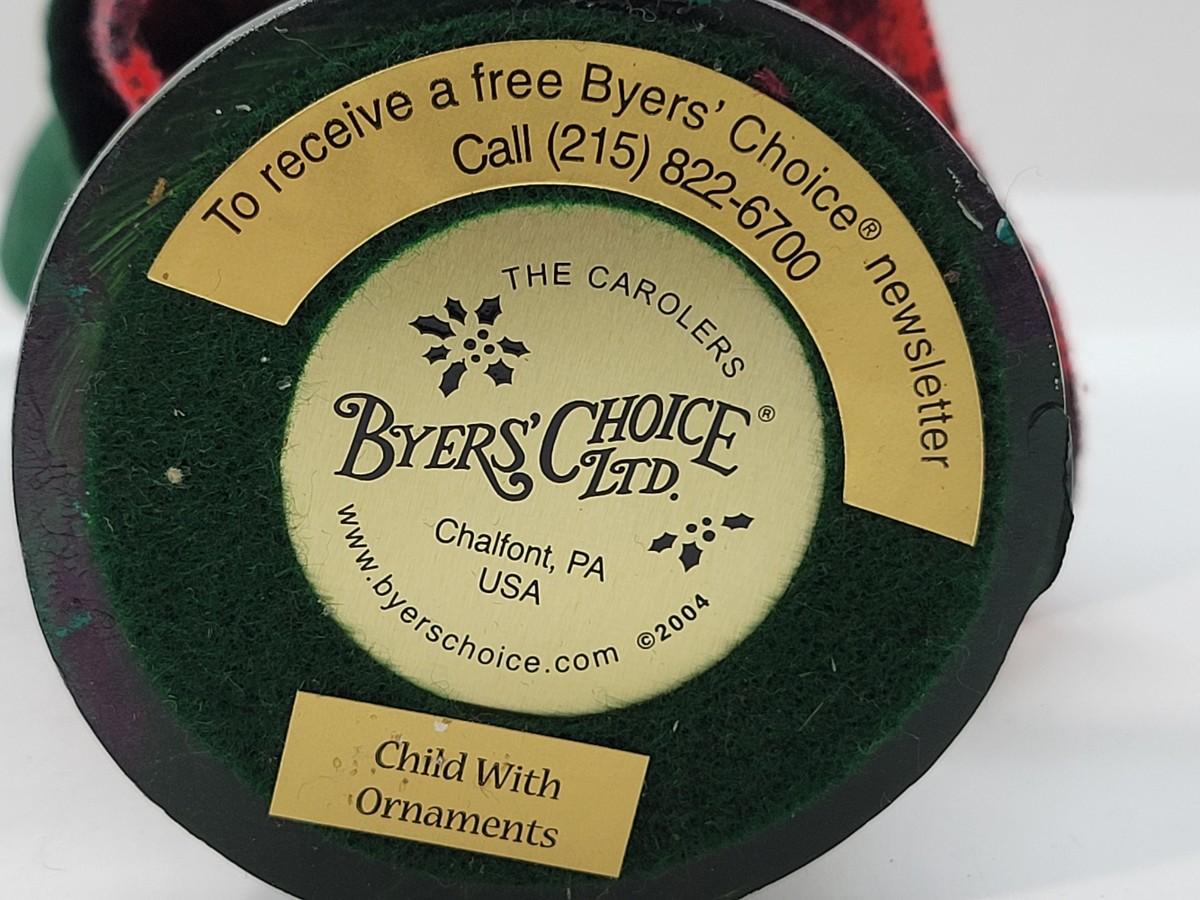 To receive a free Byers' Choice® newsletter
Call (215) 822-6700
THE CAROLERS
BYERS' CHOICE ®
LTD.
Chalfont, PA
USA
www.byerschoice.com ©2004
Child With
Ornaments